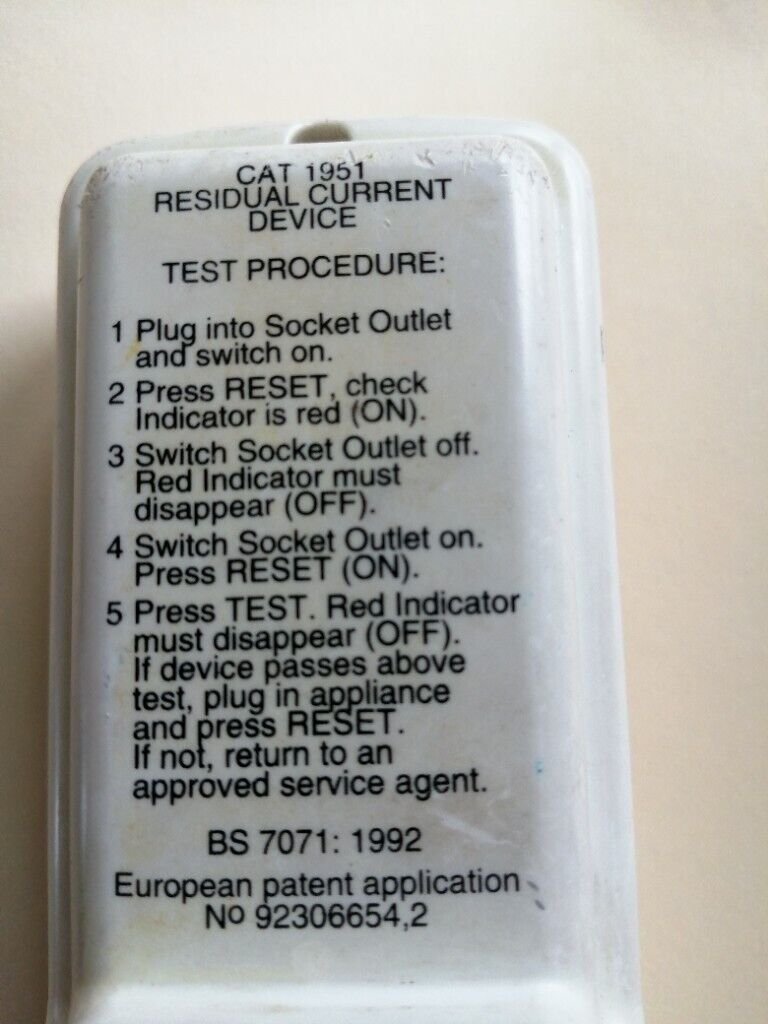 CAT 1951
RESIDUAL CURRENT
DEVICE
TEST PROCEDURE:
1 Plug into Socket Outlet
and switch on.
2 Press RESET, check
Indicator is red (ON).
3 Switch Socket Outlet off.
Red Indicator must
disappear (OFF).
4 Switch Socket Outlet on.
Press RESET (ON).
5 Press TEST. Red Indicator
must disappear (OFF).
If device passes above
test, plug in appliance
and press RESET.
If not, return to an
approved service agent.
BS 7071: 1992
European patent application
No 92306654,2